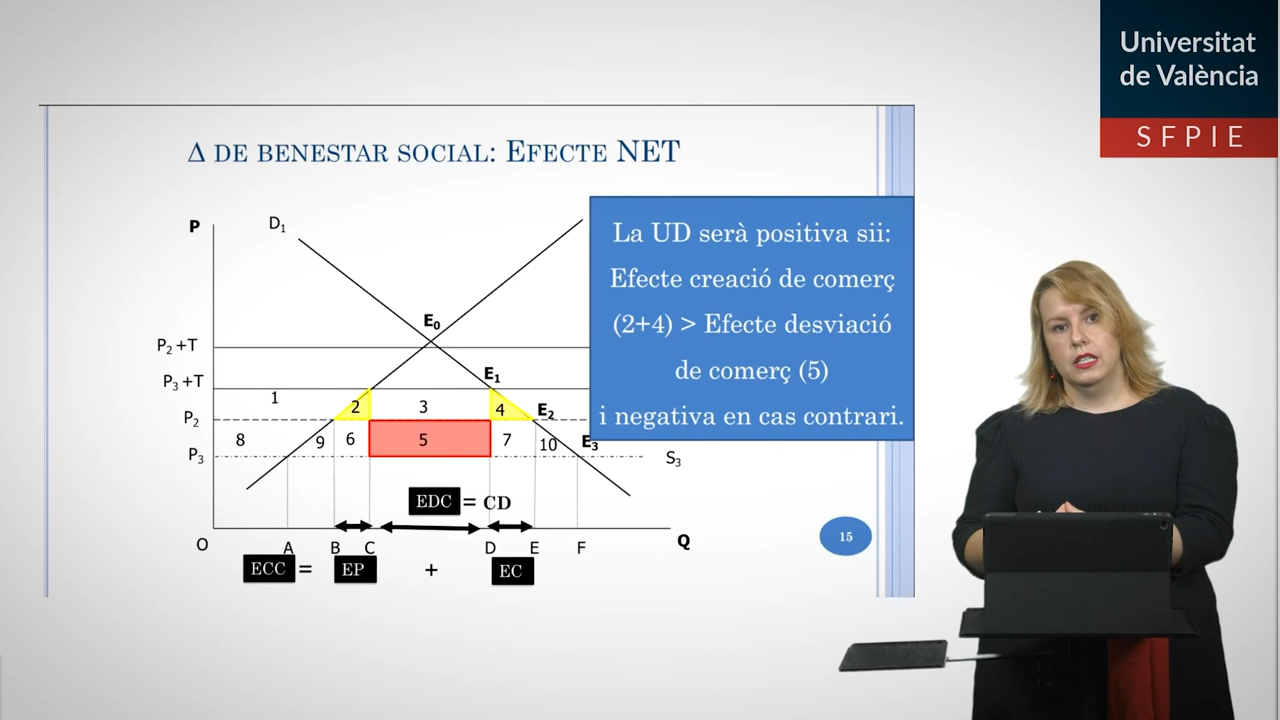 Universitat
de València
SFPIE
Δ DE BENESTAR SOCIAL: EFECTE NET
La UD serà positiva sii:
Efecte creació de comerç
(2+4) > Efecte desviació
de comerç (5)
i negativa en cas contrari.
P
D₁
E₀
P₂ +T
P₃ +T
E₁
1
2
3
4
E₂
P₂
8
9
6
5
7
10
E₃
P₃
S₃
EDC = CD
O
A
B
C
D
E
F
Q
ECC = EP + EC
15